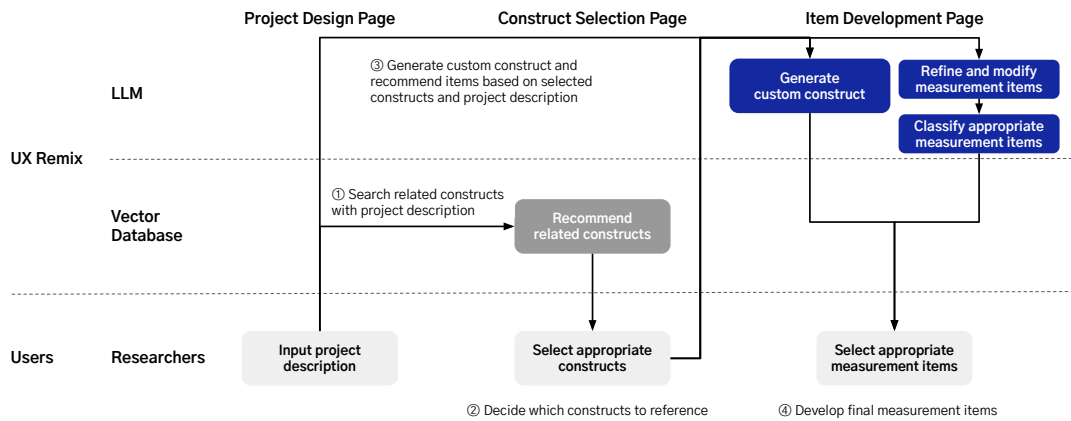 Project Design Page
Construct Selection Page
Item Development Page
③ Generate custom construct and
recommend items based on selected
constructs and project description
Generate
custom construct
Refine and modify
measurement items
LLM
Classify appropriate
measurement items
UX Remix
① Search related constructs
with project description
Vector
Database
Recommend
related constructs
Users
Researchers
Input project
description
Select appropriate
constructs
Select appropriate
measurement items
② Decide which constructs to reference
④ Develop final measurement items